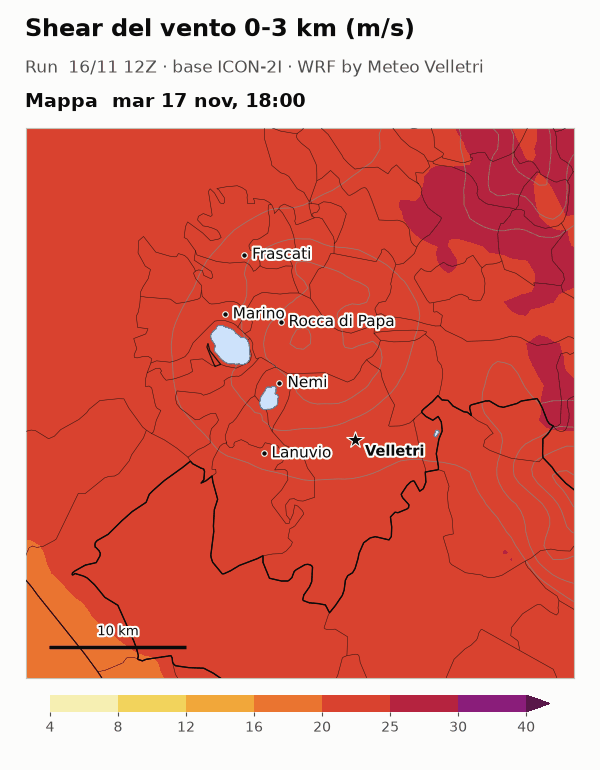 Shear del vento 0-3 km (m/s)
Run  16/11 12Z · base ICON-2I · WRF by Meteo Velletri
Mappa  mar 17 nov, 18:00
Frascati
Marino
Rocca di Papa
Nemi
Velletri
Lanuvio
10 km
4 8 12 16 20 25 30 40